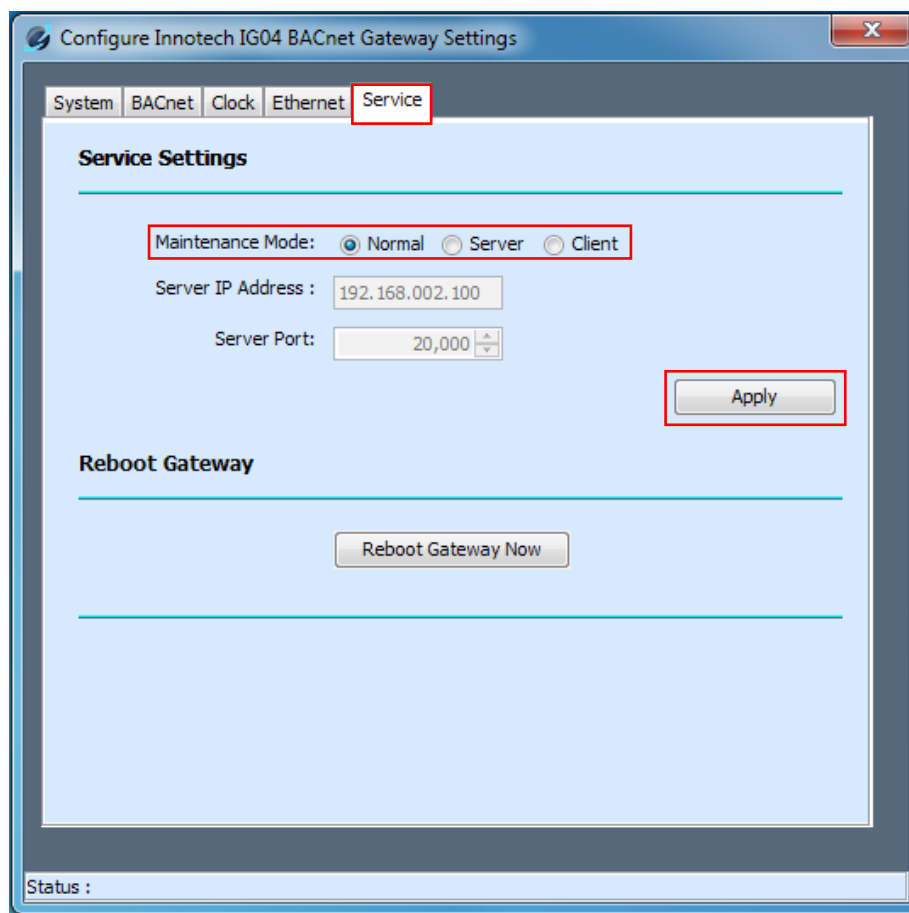 Configure Innotech IG04 BACnet Gateway Settings
x
System BACnet Clock Ethernet Service
Service Settings
Maintenance Mode: Normal Server Client
Server IP Address : 192.168.002.100
Server Port: 20,000
Apply
Reboot Gateway
Reboot Gateway Now
Status :